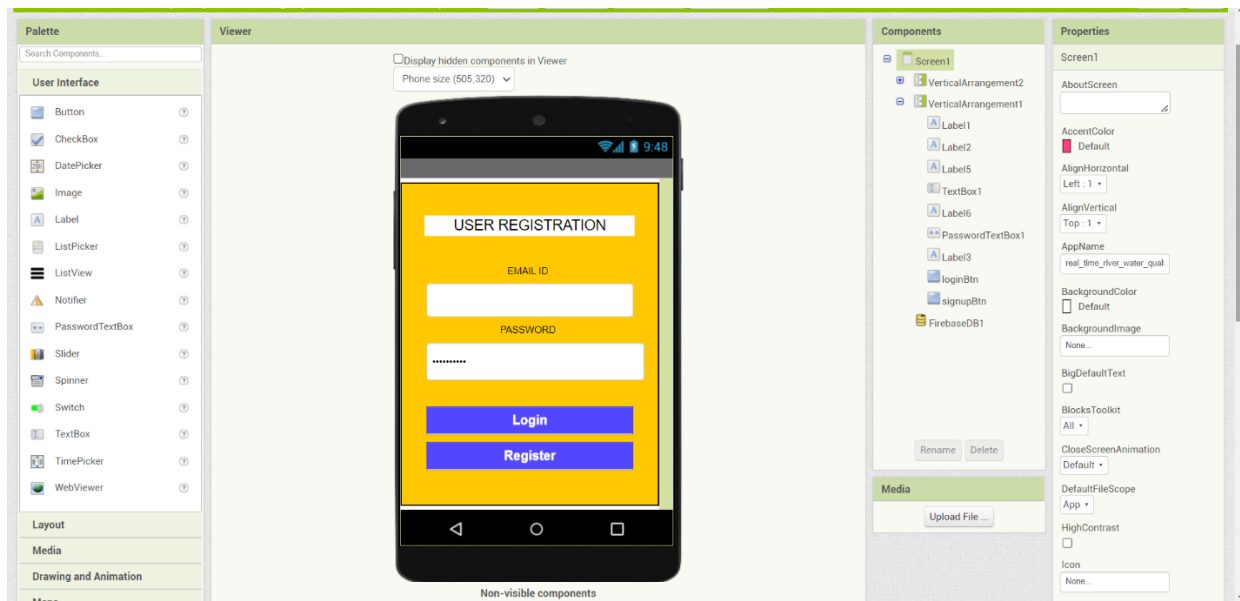 Palette
Search Components...
User Interface
Button
CheckBox
DatePicker
Image
Label
ListPicker
ListView
Notifier
PasswordTextBox
Slider
Spinner
Switch
TextBox
TimePicker
WebViewer
Layout
Media
Drawing and Animation
Viewer
Display hidden components in Viewer
Phone size (505,320)
9:48
USER REGISTRATION
EMAIL ID
PASSWORD
Login
Register
Non-visible components
Components
Screen1
VerticalArrangement2
VerticalArrangement1
Label1
Label2
Label5
TextBox1
Label6
PasswordTextBox1
Label3
loginBtn
signupBtn
FirebaseDB1
Rename Delete
Media
Upload File ...
Properties
Screen1
AboutScreen
AccentColor
Default
AlignHorizontal
Left : 1
AlignVertical
Top : 1
AppName
real_time_river_water_qual
BackgroundColor
Default
BackgroundImage
None...
BigDefaultText
BlocksToolkit
All
CloseScreenAnimation
Default
DefaultFileScope
App
HighContrast
Icon
None...